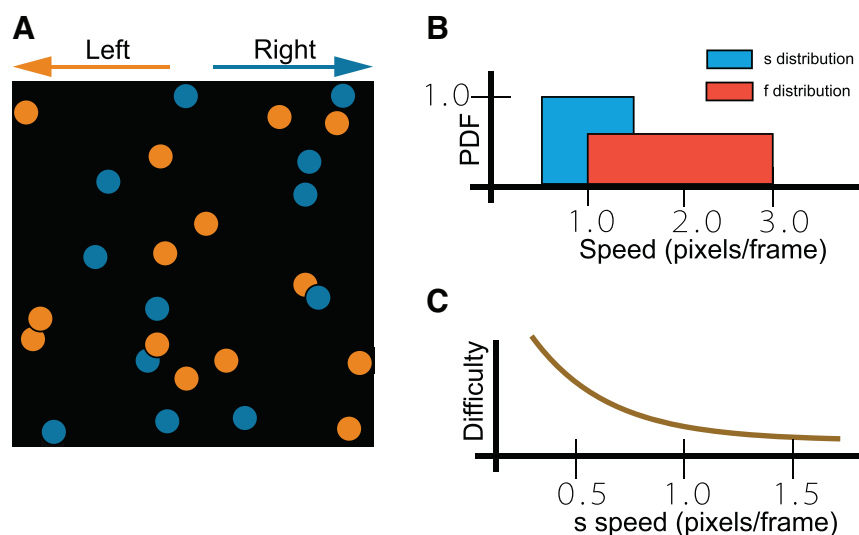 A
Left
Right
B
s distribution
f distribution
1.0
PDF
1.0
2.0
3.0
Speed (pixels/frame)
C
Difficulty
0.5
1.0
1.5
s speed (pixels/frame)